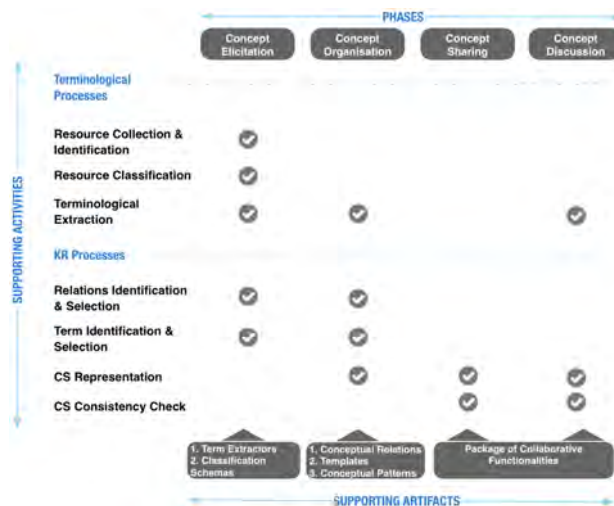 PHASES
Concept Elicitation
Concept Organisation
Concept Sharing
Concept Discussion
SUPPORTING ACTIVITIES
Terminological
Processes
Resource Collection &
Identification
Resource Classification
Terminological
Extraction
KR Processes
Relations Identification
& Selection
Term Identification &
Selection
CS Representation
CS Consistency Check
1. Term Extractors
2. Classification
Schemas
1. Conceptual Relations
2. Templates
3. Conceptual Patterns
Package of Collaborative
Functionalities
SUPPORTING ARTIFACTS